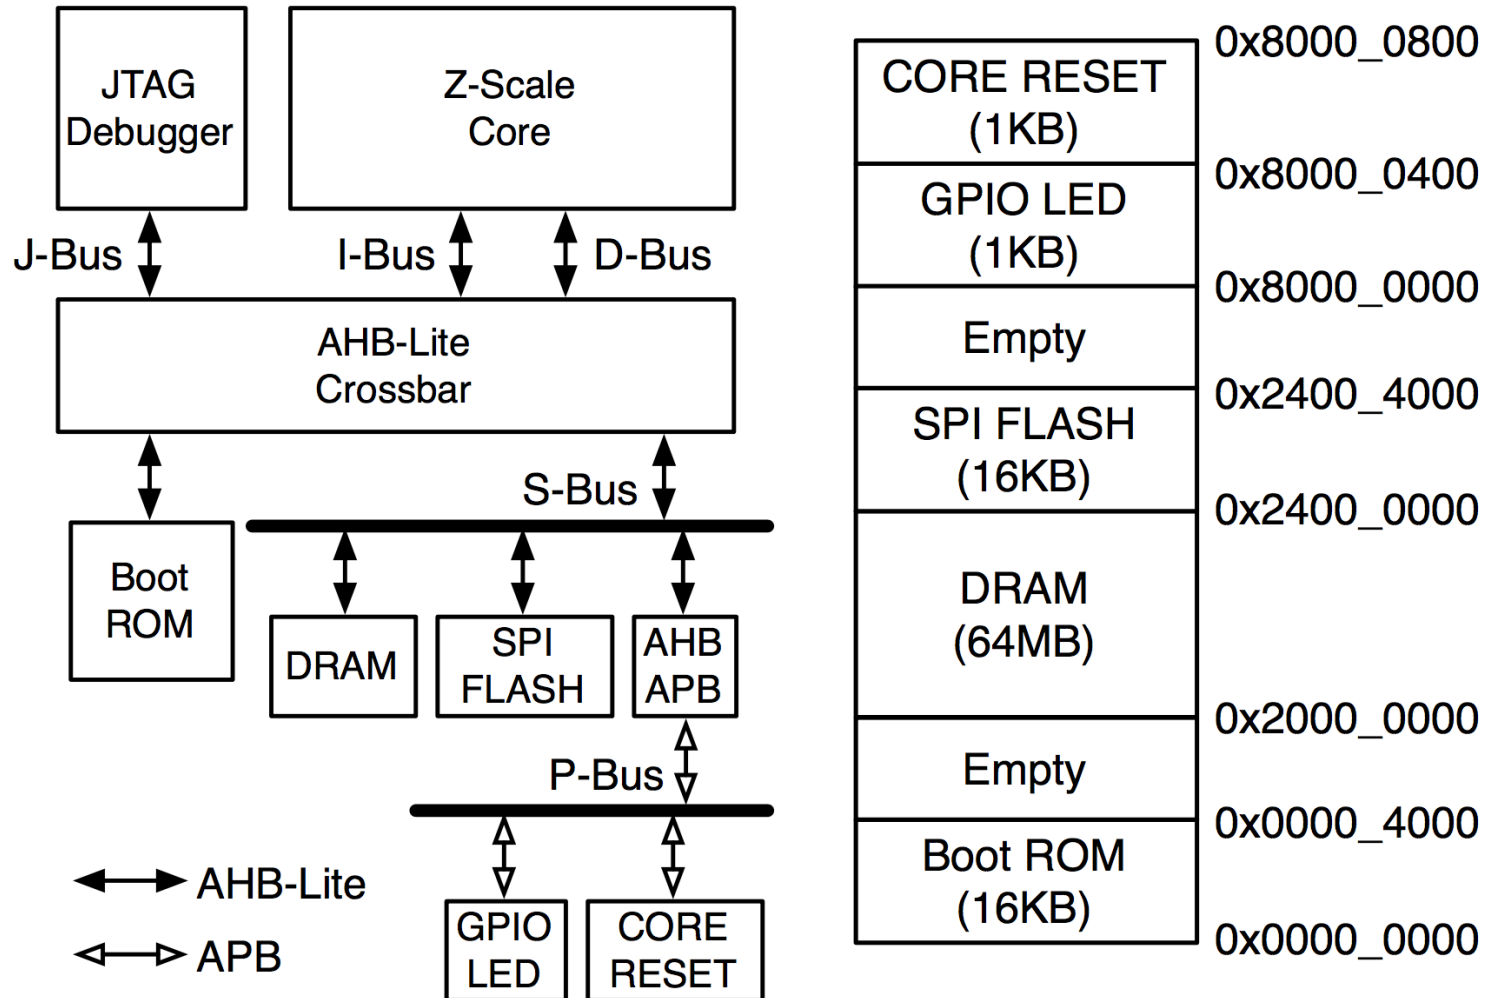 JTAG
Debugger
Z-Scale
Core
J-Bus
I-Bus
D-Bus
AHB-Lite
Crossbar
S-Bus
Boot
ROM
DRAM
SPI
FLASH
AHB
APB
P-Bus
GPIO
LED
CORE
RESET
AHB-Lite
APB
0x8000_0800
CORE RESET
(1KB)
0x8000_0400
GPIO LED
(1KB)
0x8000_0000
Empty
0x2400_4000
SPI FLASH
(16KB)
0x2400_0000
DRAM
(64MB)
0x2000_0000
Empty
0x0000_4000
Boot ROM
(16KB)
0x0000_0000